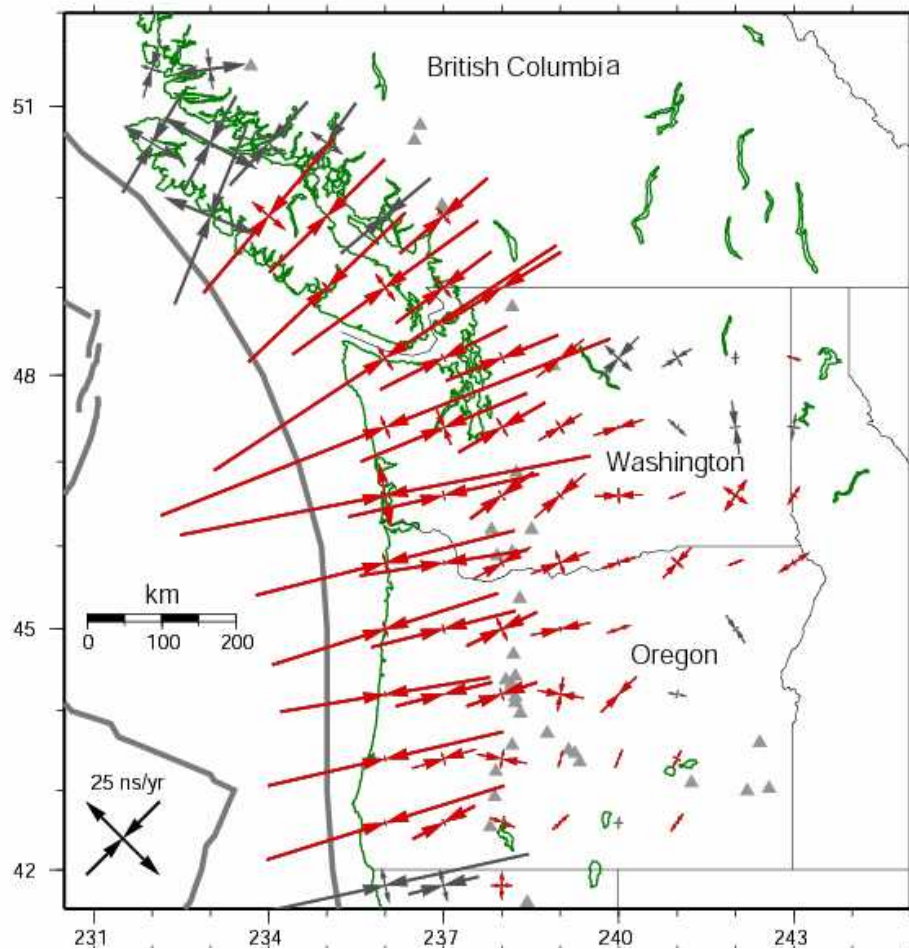 British Columbia
51
48
Washington
km
0 100 200
45
Oregon
25 ns/yr
42
231 234 237 240 243